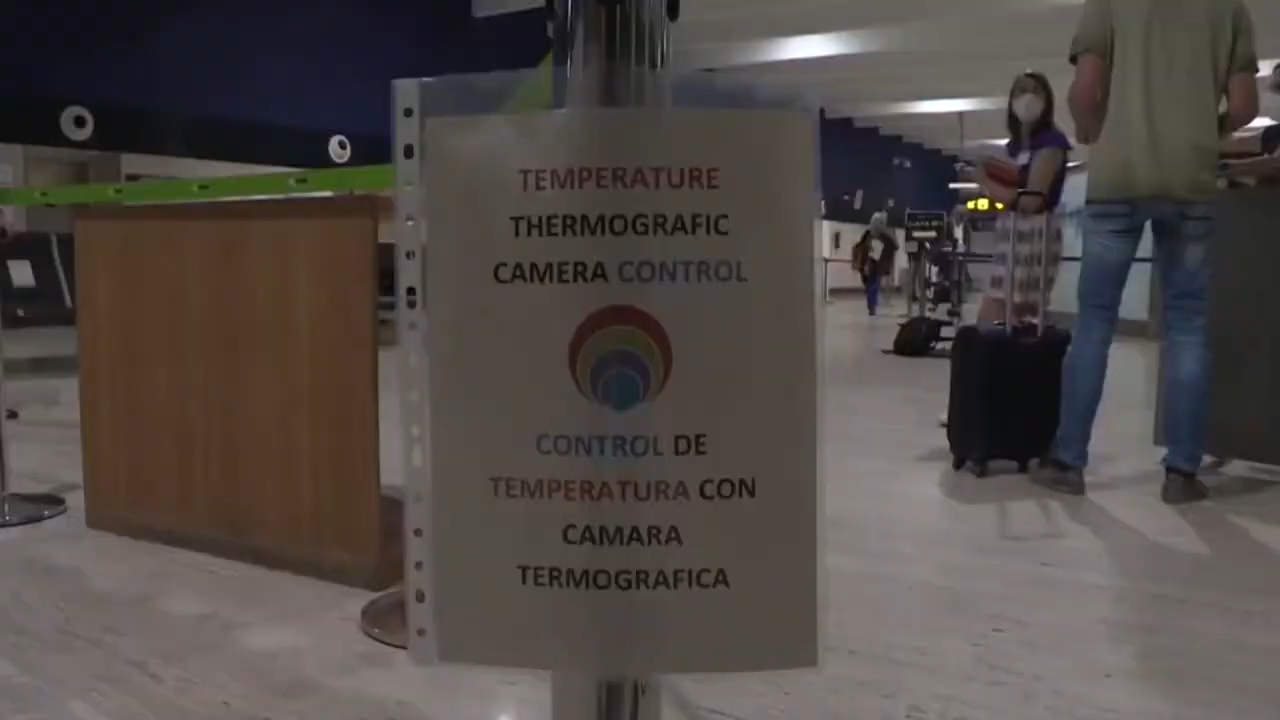 TEMPERATURE
THERMOGRAFIC
CAMERA CONTROL
CONTROL DE
TEMPERATURA CON
CAMARA
TERMOGRAFICA